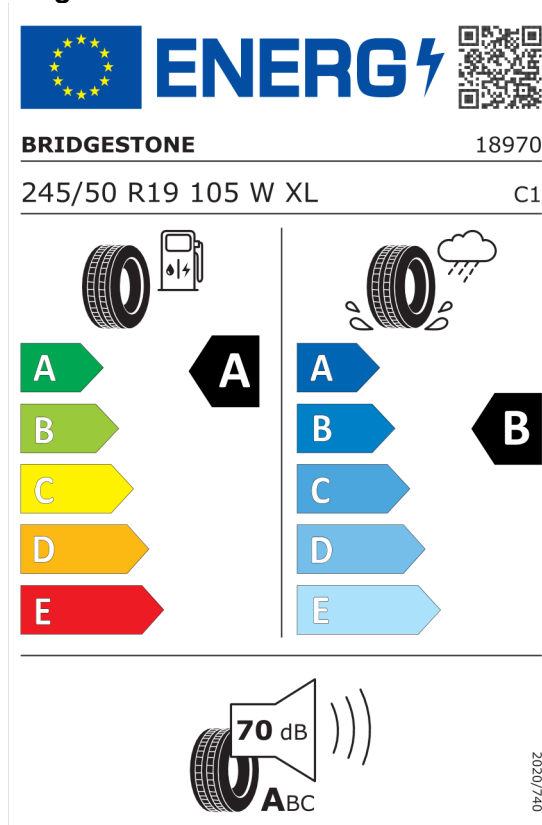 ENERG
BRIDGESTONE 18970
245/50 R19 105 W XL C1
A A A
B B B
C C
D D
E E
70 dB
ABC
2020/740